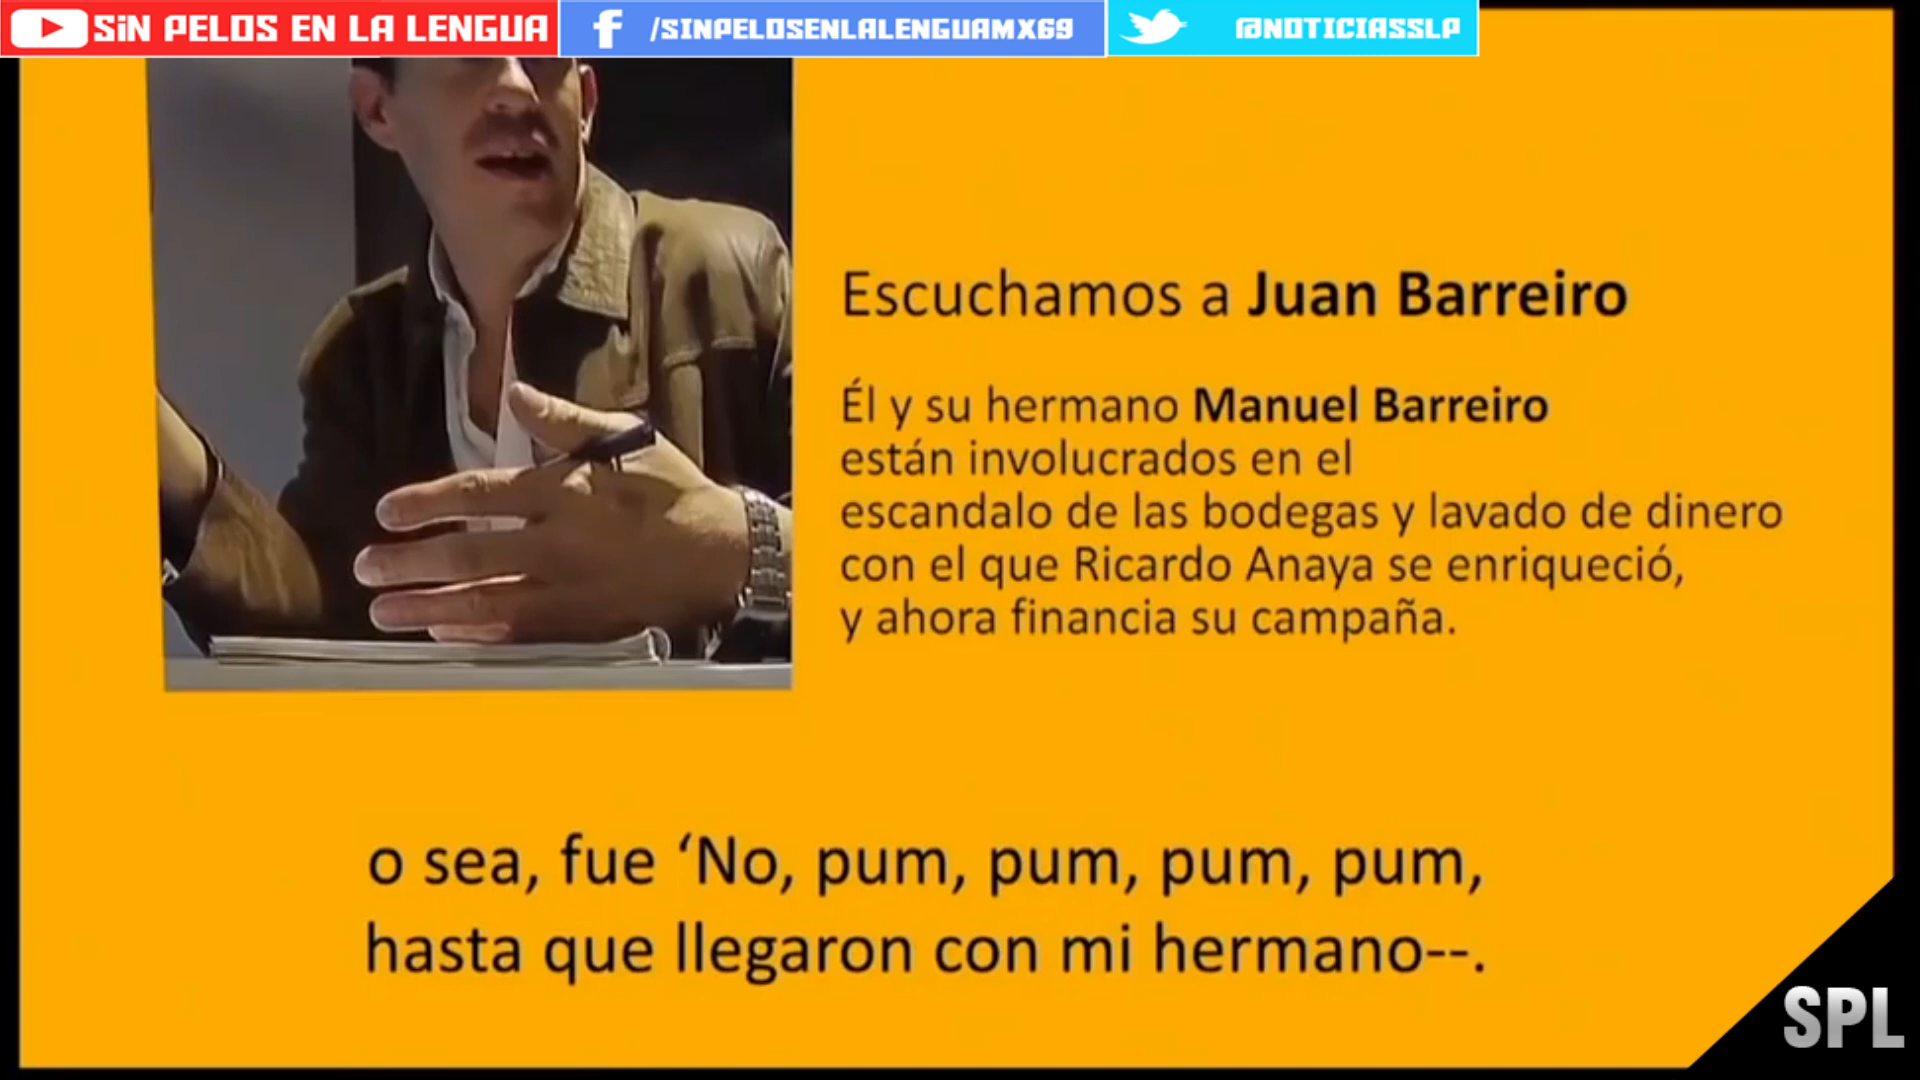 SiN PELOS EN LA LENGUA
f /SINPELOSENLALENGUAMX69
@NOTICIASSLP
Escuchamos a Juan Barreiro
Él y su hermano Manuel Barreiro
están involucrados en el
escandalo de las bodegas y lavado de dinero
con el que Ricardo Anaya se enriqueció,
y ahora financia su campaña.
o sea, fue ‘No, pum, pum, pum, pum,
hasta que llegaron con mi hermano--.
SPL